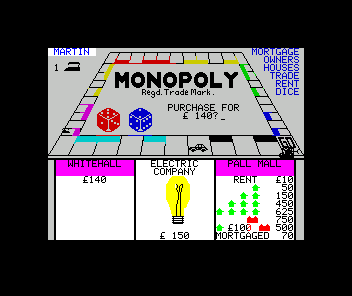 MARTIN
1
MORTGAGE
OWNERS
HOUSES
TRADE
RENT
DICE
MONOPOLY
Regd.Trade Mark.
PURCHASE FOR
£ 140?_
WHITEHALL
£140
ELECTRIC
COMPANY
£ 150
PALL MALL
RENT £10
50
150
450
625
750
£100 500
MORTGAGED 70